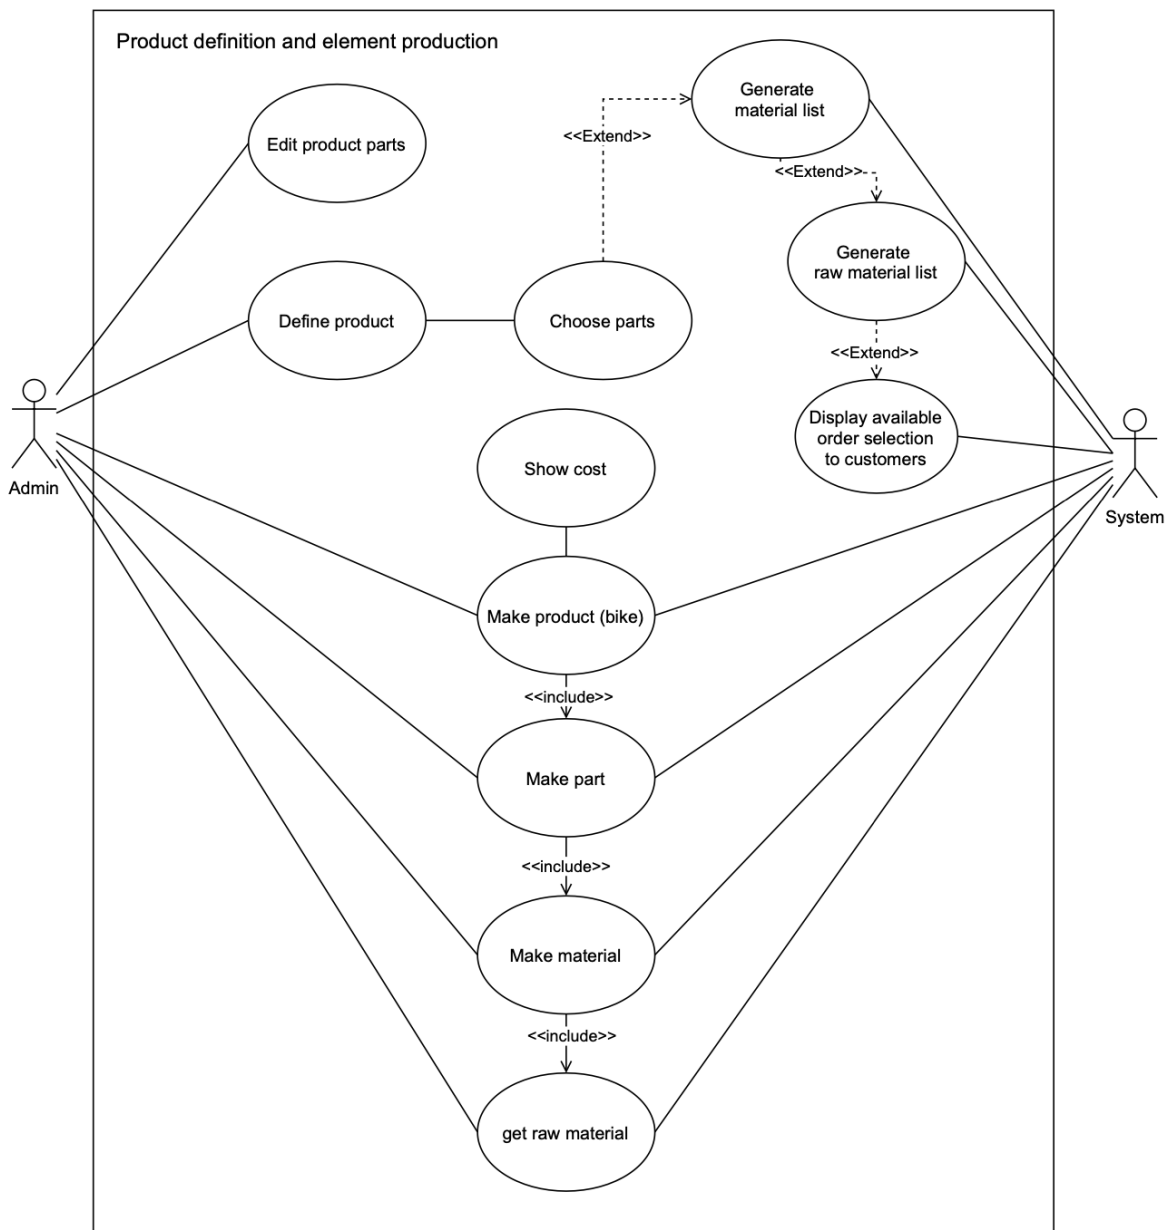 Product definition and element production
Generate
material list
<<Extend>>
Edit product parts
<<Extend>>
Generate
raw material list
Define product
Choose parts
<<Extend>>
Display available
order selection
to customers
Show cost
Admin
System
Make product (bike)
<<include>>
Make part
<<include>>
Make material
<<include>>
get raw material